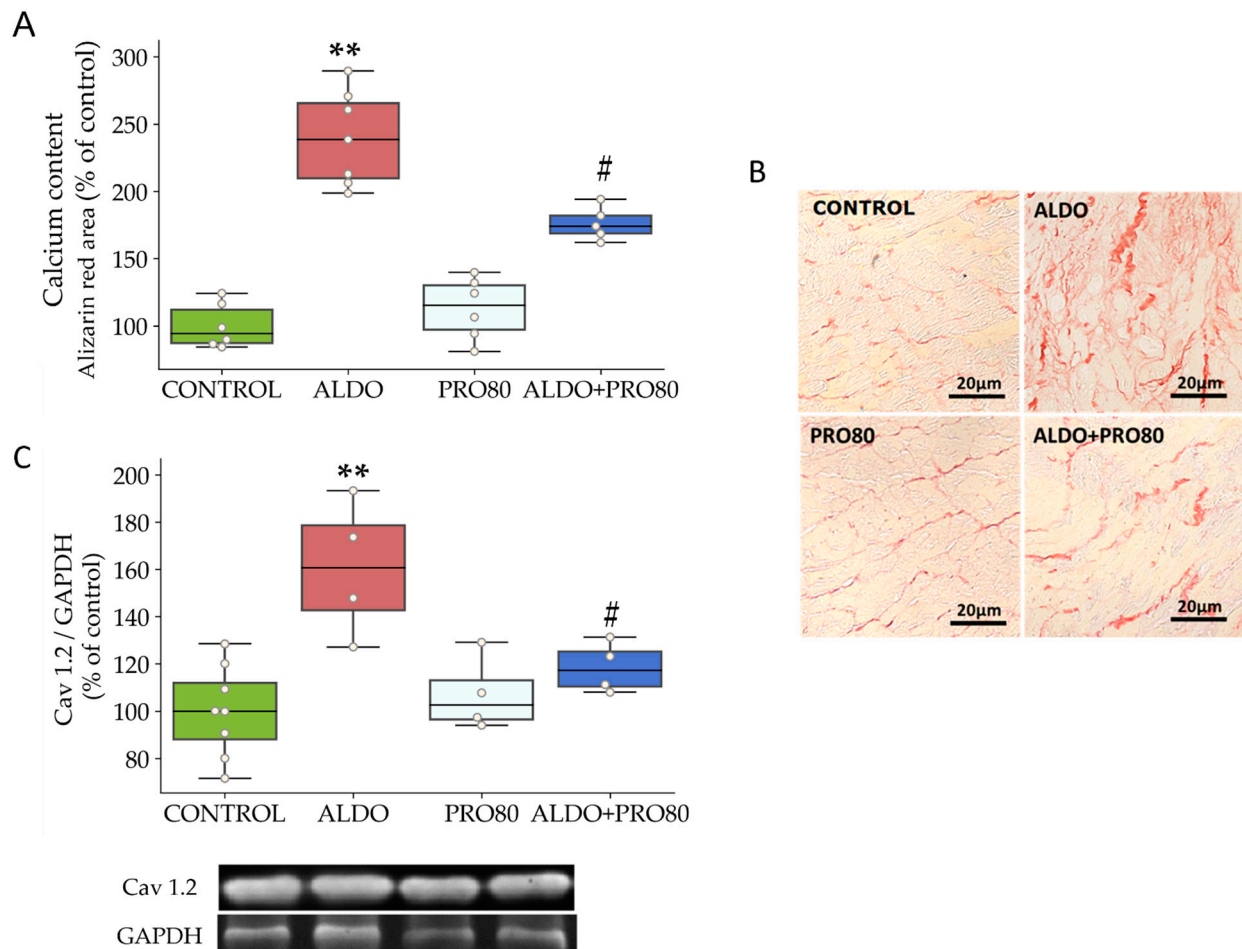 A
Calcium content
Alizarin red area (% of control)
300
250
200
150
100
**
#
CONTROL
ALDO
PRO80
ALDO+PRO80
B
CONTROL
20µm
ALDO
20µm
PRO80
20µm
ALDO+PRO80
20µm
C
Cav 1.2 / GAPDH
(% of control)
200
180
160
140
120
100
80
**
#
CONTROL
ALDO
PRO80
ALDO+PRO80
Cav 1.2
GAPDH